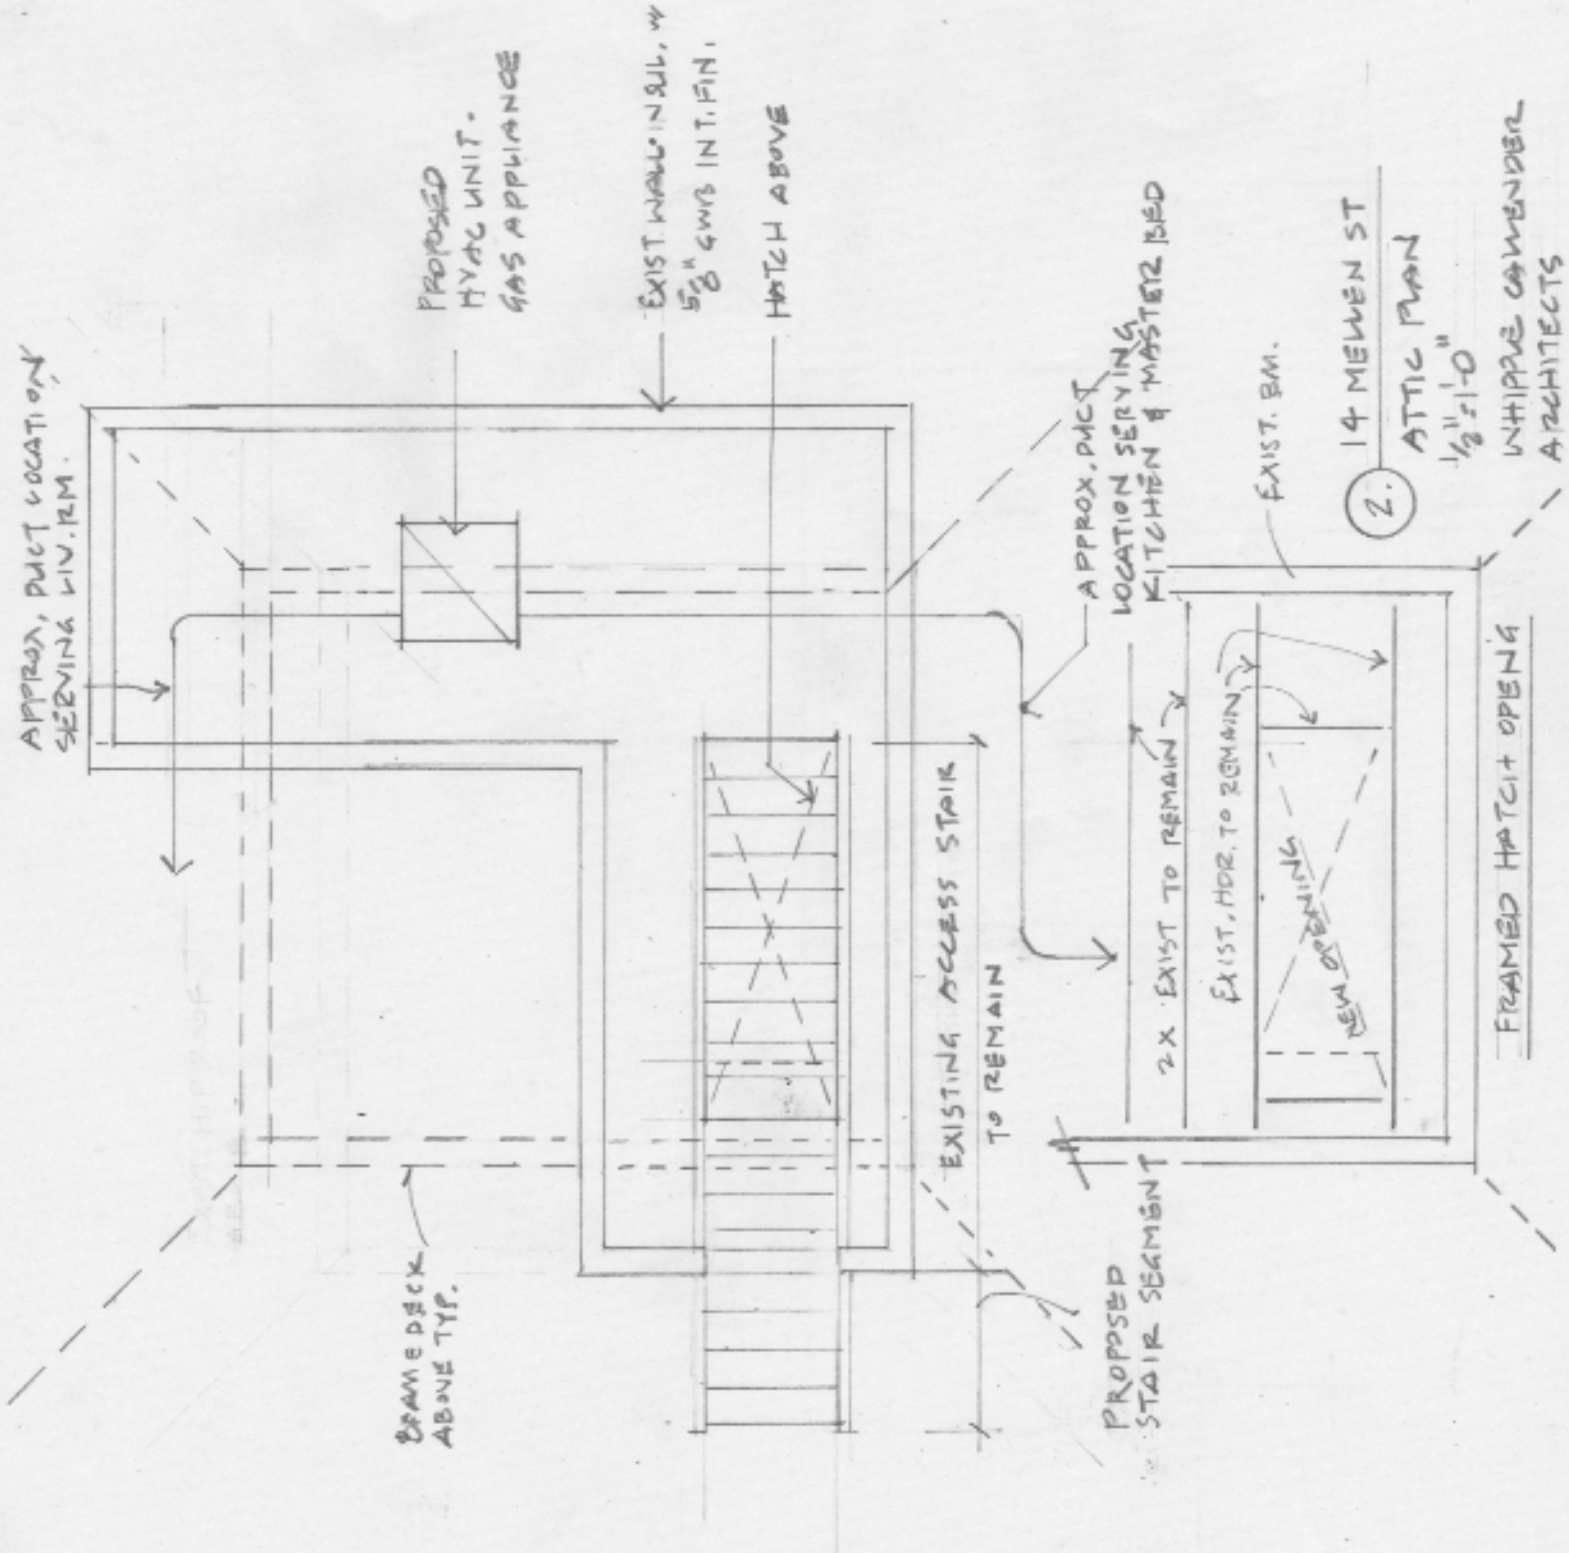 APPROX, DUCT LOCATION
SERVING LIV. RM.
PROPOSED
HVAC UNIT.
GAS APPLIANCE
EXIST WALL INSUL, W/
5/8" GWB INT. FIN.
HATCH ABOVE
APPROX. DUCT
LOCATION SERVING
KITCHEN & MASTER BED
EXISTING ACCESS STAIR
TO REMAIN
ABOVE TYP.
PROPOSED
STAIR SEGMENT
2X EXIST TO REMAIN
EXIST. HDR. TO REMAIN
NEW OPENING
EXIST. BM.
FRAMED HATCH OPENG
2.
14 MELLEN ST
ATTIC PLAN
1/2"=1'-0"
WHIPPLE CALLENDER
ARCHITECTS